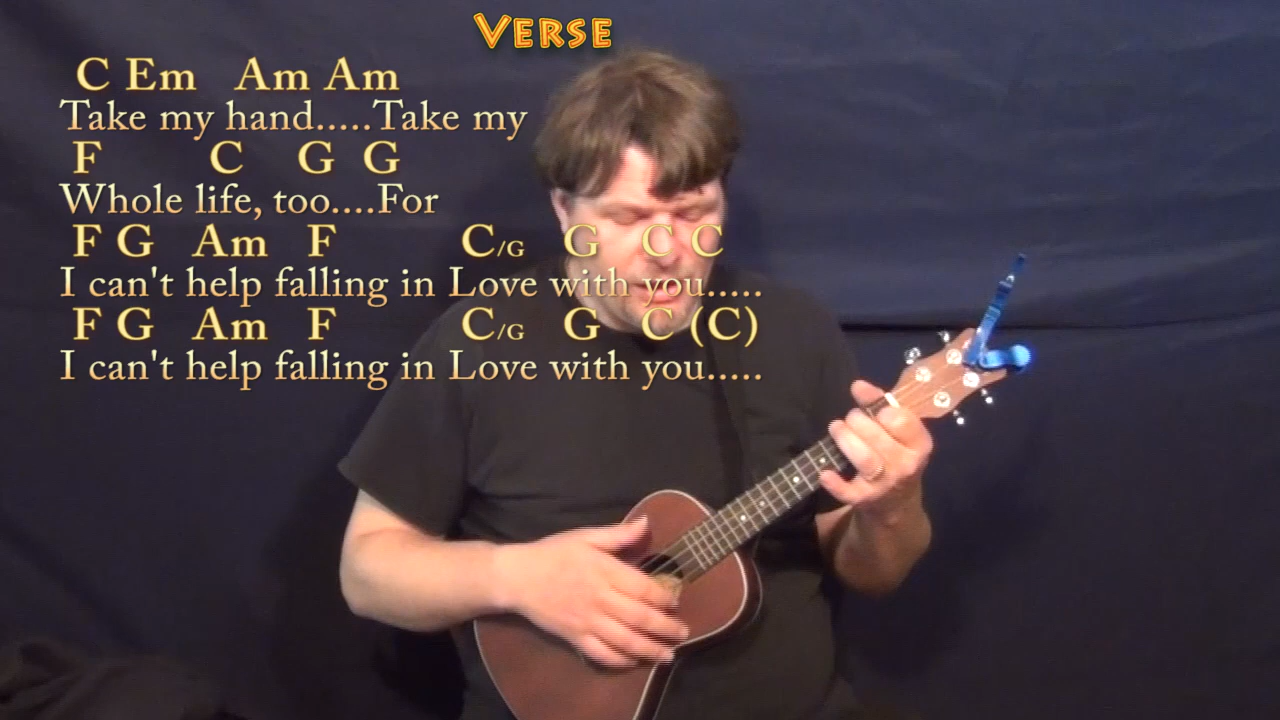 VERSE
C Em Am Am
Take my hand.....Take my
F C G G
Whole life, too....For
F G Am F C/G G C C
I can't help falling in Love with you.....
F G Am F C/G G C (C)
I can't help falling in Love with you.....